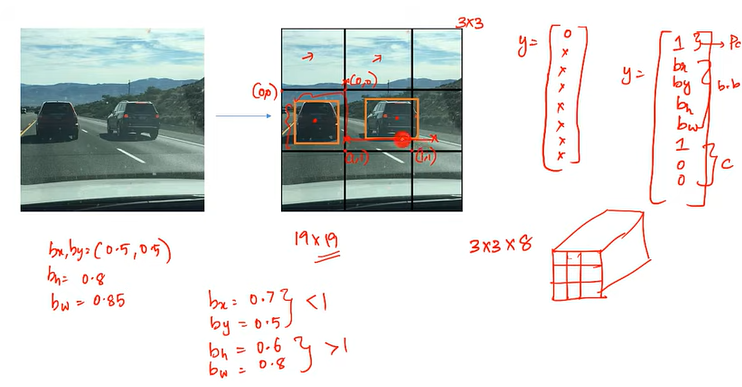 3x3
(0,0)
(0,0)
(1,1)
(1,1)
19x19
y=
0
x
x
x
x
x
x
x
y=
1
bx
by
bh
bw
1
0
0
Pc
b.b
C
3x3x8
bx,by=(0.5,0.5)
bh= 0.8
bw = 0.85
bx = 0.7
by = 0.5
<1
bh = 0.6
bw = 0.8
>1